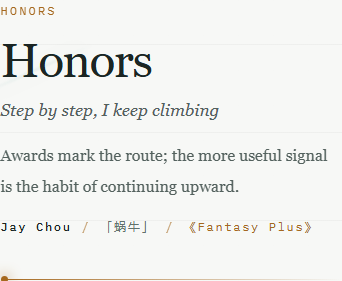 HONORS
Honors
Step by step, I keep climbing
Awards mark the route; the more useful signal
is the habit of continuing upward.
Jay Chou / 「蜗牛」 / 《Fantasy Plus》